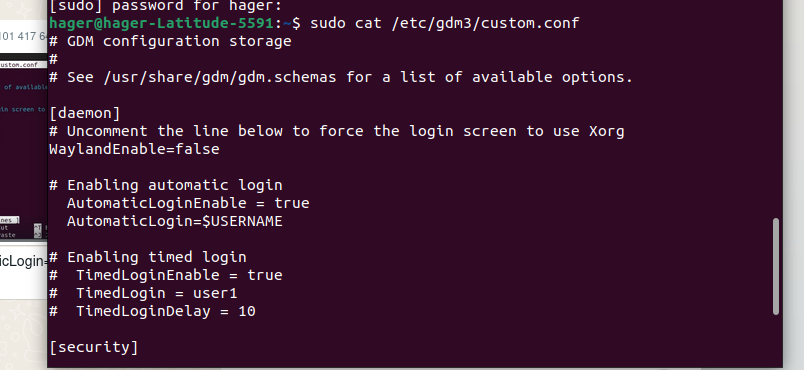 [sudo] password for hager:
hager@hager-Latitude-5591:~$ sudo cat /etc/gdm3/custom.conf
# GDM configuration storage
#
# See /usr/share/gdm/gdm.schemas for a list of available options.
[daemon]
# Uncomment the line below to force the login screen to use Xorg
WaylandEnable=false
# Enabling automatic login
AutomaticLoginEnable = true
AutomaticLogin=$USERNAME
# Enabling timed login
#  TimedLoginEnable = true
#  TimedLogin = user1
#  TimedLoginDelay = 10
[security]
101 417 6
ustom.conf
of availabl
in screen to
nes ]
ut
aste
icLogin=